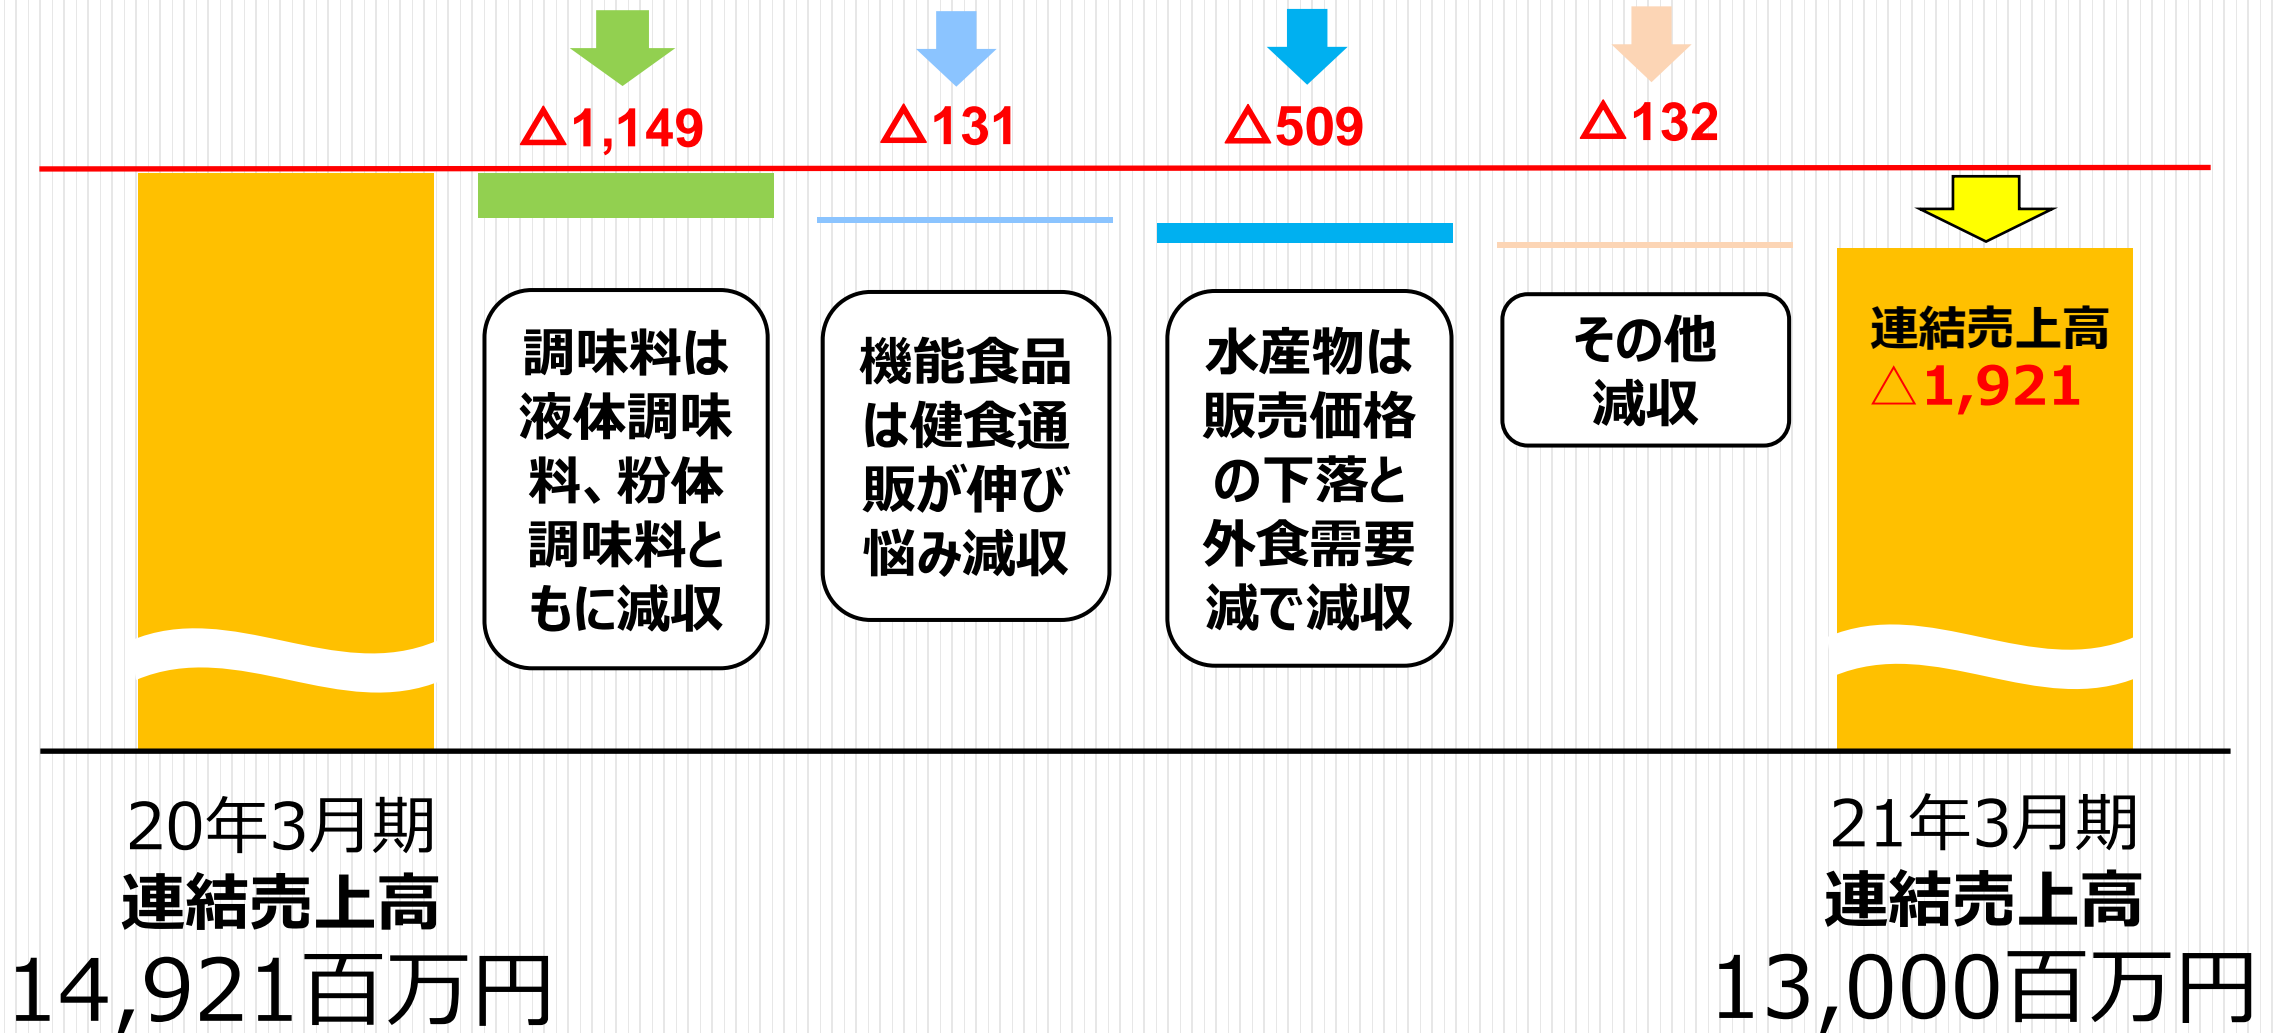 △1,149
△131
△509
△132
調味料は
液体調味
料、粉体
調味料と
もに減収
機能食品
は健食通
販が伸び
悩み減収
水産物は
販売価格
の下落と
外食需要
減で減収
その他
減収
連結売上高
△1,921
20年3月期
連結売上高
14,921百万円
21年3月期
連結売上高
13,000百万円